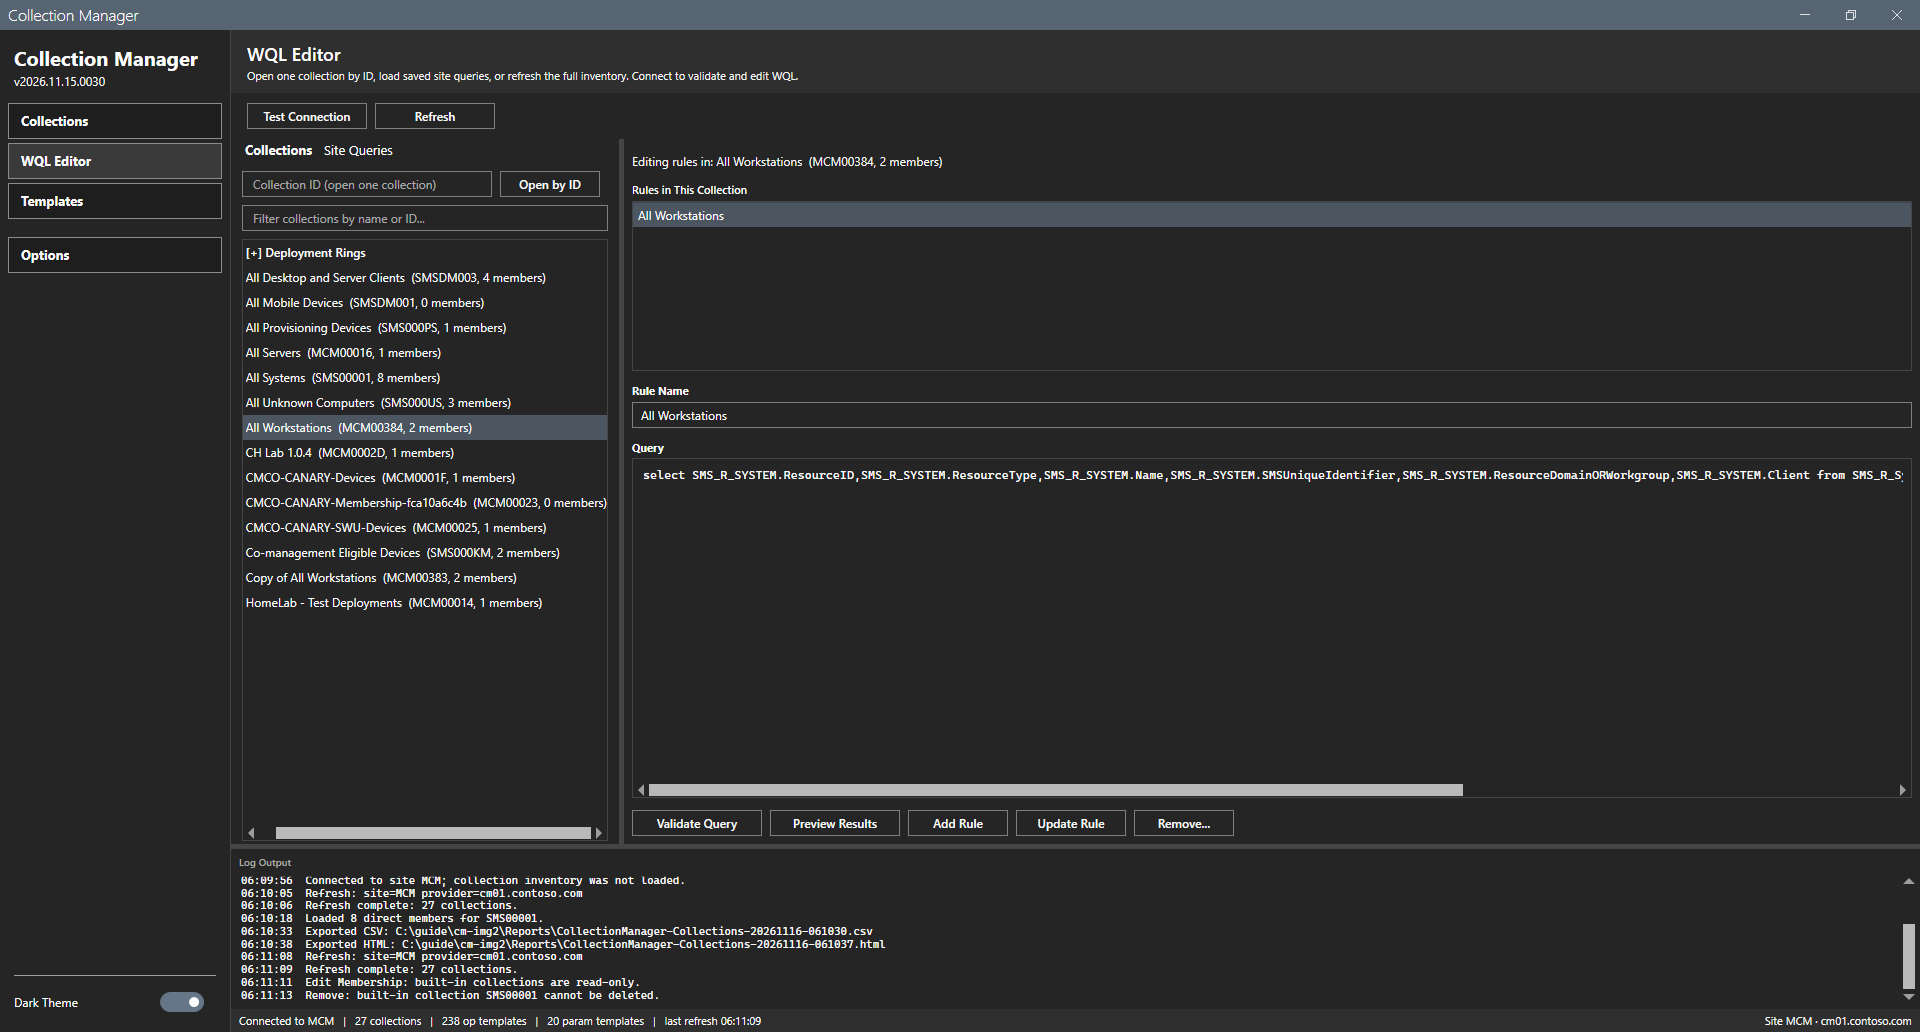 Collection Manager
Collection Manager
v2026.11.15.0030
Collections
WQL Editor
Templates
Options
Dark Theme
WQL Editor
Open one collection by ID, load saved site queries, or refresh the full inventory. Connect to validate and edit WQL.
Test Connection
Refresh
Collections
Site Queries
Collection ID (open one collection)
Open by ID
Filter collections by name or ID...
[+] Deployment Rings
All Desktop and Server Clients (SMSDM003, 4 members)
All Mobile Devices (SMSDM001, 0 members)
All Provisioning Devices (SMS000PS, 1 members)
All Servers (MCM00016, 1 members)
All Systems (SMS00001, 8 members)
All Unknown Computers (SMS000US, 3 members)
All Workstations (MCM00384, 2 members)
CH Lab 1.0.4 (MCM0002D, 1 members)
CMCO-CANARY-Devices (MCM0001F, 1 members)
CMCO-CANARY-Membership-fca10a6c4b (MCM00023, 0 members)
CMCO-CANARY-SWU-Devices (MCM00025, 1 members)
Co-management Eligible Devices (SMS000KM, 2 members)
Copy of All Workstations (MCM00383, 2 members)
HomeLab - Test Deployments (MCM00014, 1 members)
Editing rules in: All Workstations (MCM00384, 2 members)
Rules in This Collection
All Workstations
Rule Name
All Workstations
Query
select SMS_R_SYSTEM.ResourceID,SMS_R_SYSTEM.ResourceType,SMS_R_SYSTEM.Name,SMS_R_SYSTEM.SMSUniqueIdentifier,SMS_R_SYSTEM.ResourceDomainORWorkgroup,SMS_R_SYSTEM.Client from SMS_R_Sy
Validate Query
Preview Results
Add Rule
Update Rule
Remove...
Log Output
06:09:56 Connected to site MCM; collection inventory was not loaded.
06:10:05 Refresh: site=MCM provider=cm01.contoso.com
06:10:06 Refresh complete: 27 collections.
06:10:18 Loaded 8 direct members for SMS00001.
06:10:33 Exported CSV: C:\guide\cm-img2\Reports\CollectionManager-Collections-20261116-061030.csv
06:10:38 Exported HTML: C:\guide\cm-img2\Reports\CollectionManager-Collections-20261116-061037.html
06:11:08 Refresh: site=MCM provider=cm01.contoso.com
06:11:09 Refresh complete: 27 collections.
06:11:11 Edit Membership: built-in collections are read-only.
06:11:13 Remove: built-in collection SMS00001 cannot be deleted.
Connected to MCM | 27 collections | 238 op templates | 20 param templates | last refresh 06:11:09
Site MCM · cm01.contoso.com